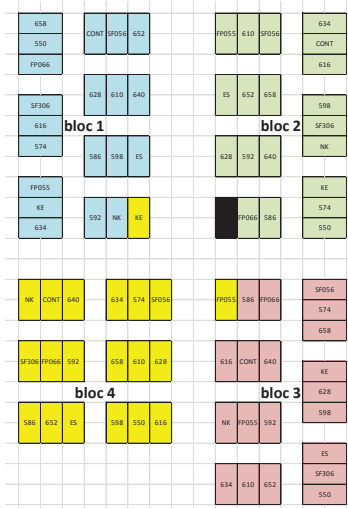 658 CONT SF056 652 FP055 610 SF056 634
550 CONT
FP066 616
628 610 640 ES 652 658
SF306 598
616 bloc 1 bloc 2 SF306
574 NK
586 598 ES 628 592 640
FP055 KE
KE 592 NK KE FP066 586 574
634 550
NK CONT 640 634 574 SF056 FP055 586 FP066 SF056
574
658
SF306 FP066 592 658 610 628 616 CONT 640
KE
bloc 4 bloc 3 628
598
586 652 ES 598 550 616 NK FP055 592
ES
634 610 652 SF306
550